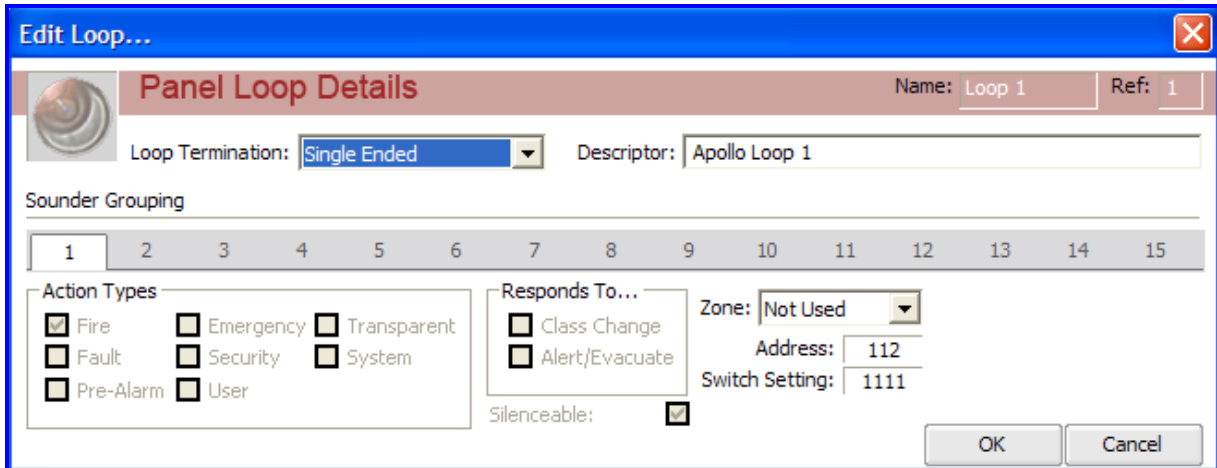 Edit Loop...
Panel Loop Details
Name: Loop 1 Ref: 1
Loop Termination: Single Ended Descriptor: Apollo Loop 1
Sounder Grouping
1 2 3 4 5 6 7 8 9 10 11 12 13 14 15
Action Types
Fire Emergency Transparent
Fault Security System
Pre-Alarm User
Responds To...
Class Change
Alert/Evacuate
Silenceable:
Zone: Not Used
Address: 112
Switch Setting: 1111
OK Cancel